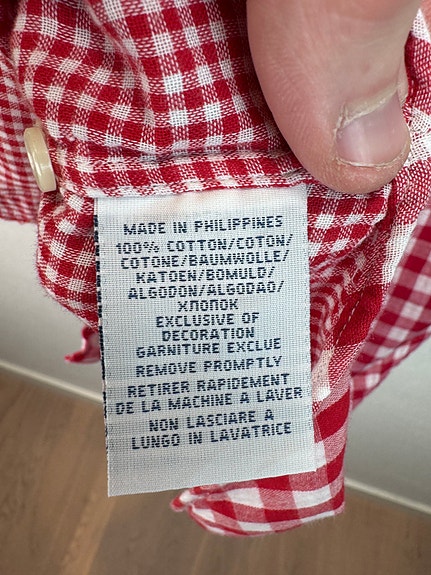 MADE IN PHILIPPINES
100% COTTON/COTON/
COTONE/BAUMWOLLE/
KATOEN/BOMULD/
ALGODON/ALGODAO/
ХЛОПОК
EXCLUSIVE OF
DECORATION
GARNITURE EXCLUE
REMOVE PROMPTLY
RETIRER RAPIDEMENT
DE LA MACHINE A LAVER
NON LASCIARE A
LUNGO IN LAVATRICE